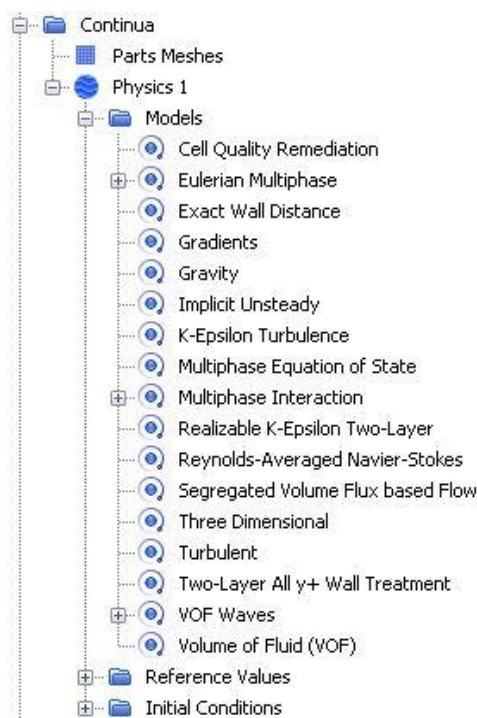 Continua
Parts Meshes
Physics 1
Models
Cell Quality Remediation
Eulerian Multiphase
Exact Wall Distance
Gradients
Gravity
Implicit Unsteady
K-Epsilon Turbulence
Multiphase Equation of State
Multiphase Interaction
Realizable K-Epsilon Two-Layer
Reynolds-Averaged Navier-Stokes
Segregated Volume Flux based Flow
Three Dimensional
Turbulent
Two-Layer All y+ Wall Treatment
VOF Waves
Volume of Fluid (VOF)
Reference Values
Initial Conditions